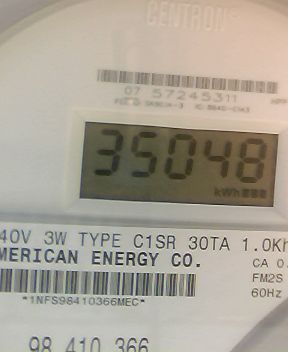 CENTRON®
07 57245311
35048
kWh
40V 3W TYPE C1SR 30TA 1.0Kh
MERICAN ENERGY CO.
CA 0.
FM2S
60Hz
*1NFS98410366MEC*
98 410 366